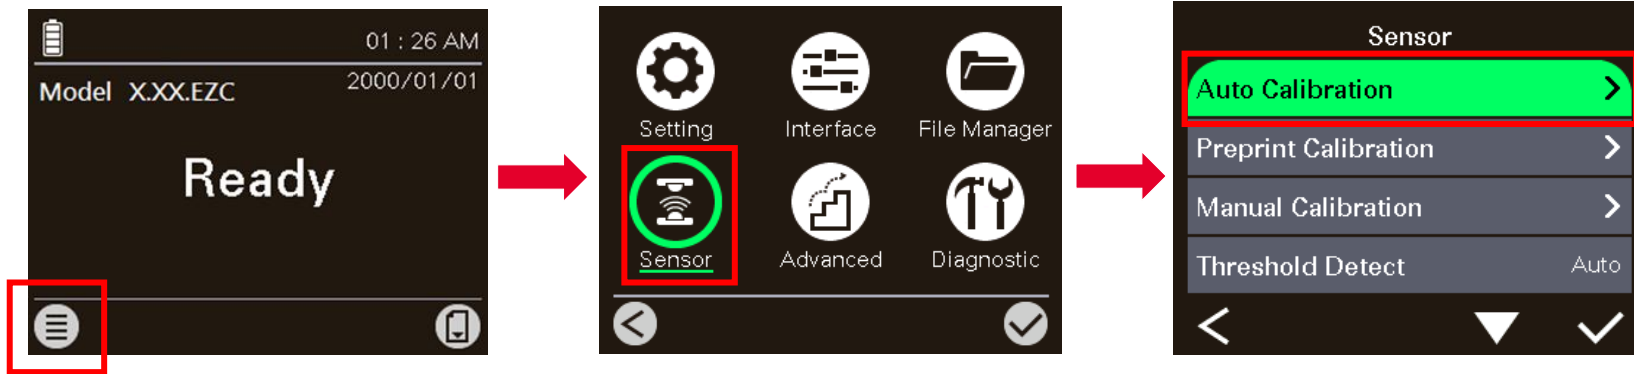 01 : 26 AM
2000/01/01
Model X.XX.EZC
Ready
Setting
Interface
File Manager
Sensor
Advanced
Diagnostic
Sensor
Auto Calibration
Preprint Calibration
Manual Calibration
Threshold Detect
Auto